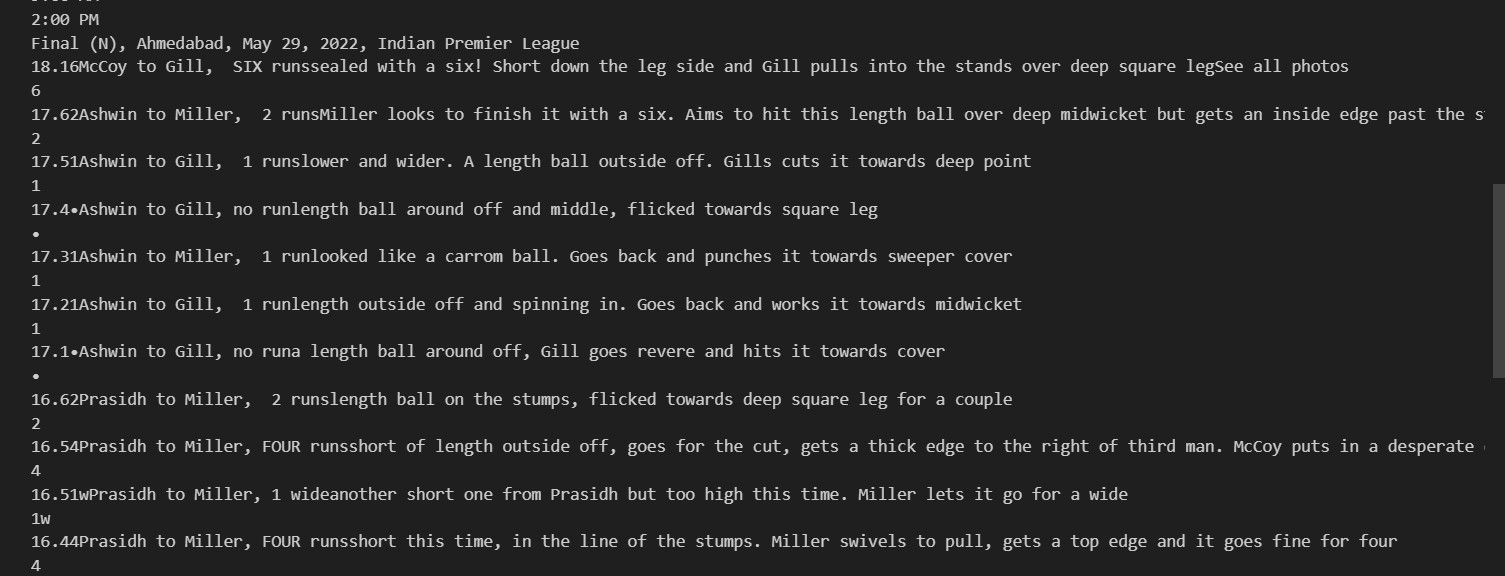 2:00 PM
Final (N), Ahmedabad, May 29, 2022, Indian Premier League
18.16McCoy to Gill,  SIX runssealed with a six! Short down the leg side and Gill pulls into the stands over deep square legSee all photos
6
17.62Ashwin to Miller,  2 runsMiller looks to finish it with a six. Aims to hit this length ball over deep midwicket but gets an inside edge past the
2
17.51Ashwin to Gill,  1 runslower and wider. A length ball outside off. Gills cuts it towards deep point
1
17.4•Ashwin to Gill, no runlength ball around off and middle, flicked towards square leg
•
17.31Ashwin to Miller,  1 runlooked like a carrom ball. Goes back and punches it towards sweeper cover
1
17.21Ashwin to Gill,  1 runlength outside off and spinning in. Goes back and works it towards midwicket
1
17.1•Ashwin to Gill, no runa length ball around off, Gill goes revere and hits it towards cover
•
16.62Prasidh to Miller,  2 runslength ball on the stumps, flicked towards deep square leg for a couple
2
16.54Prasidh to Miller, FOUR runsshort of length outside off, goes for the cut, gets a thick edge to the right of third man. McCoy puts in a desperate
4
16.51wPrasidh to Miller, 1 wideanother short one from Prasidh but too high this time. Miller lets it go for a wide
1w
16.44Prasidh to Miller, FOUR runsshort this time, in the line of the stumps. Miller swivels to pull, gets a top edge and it goes fine for four
4